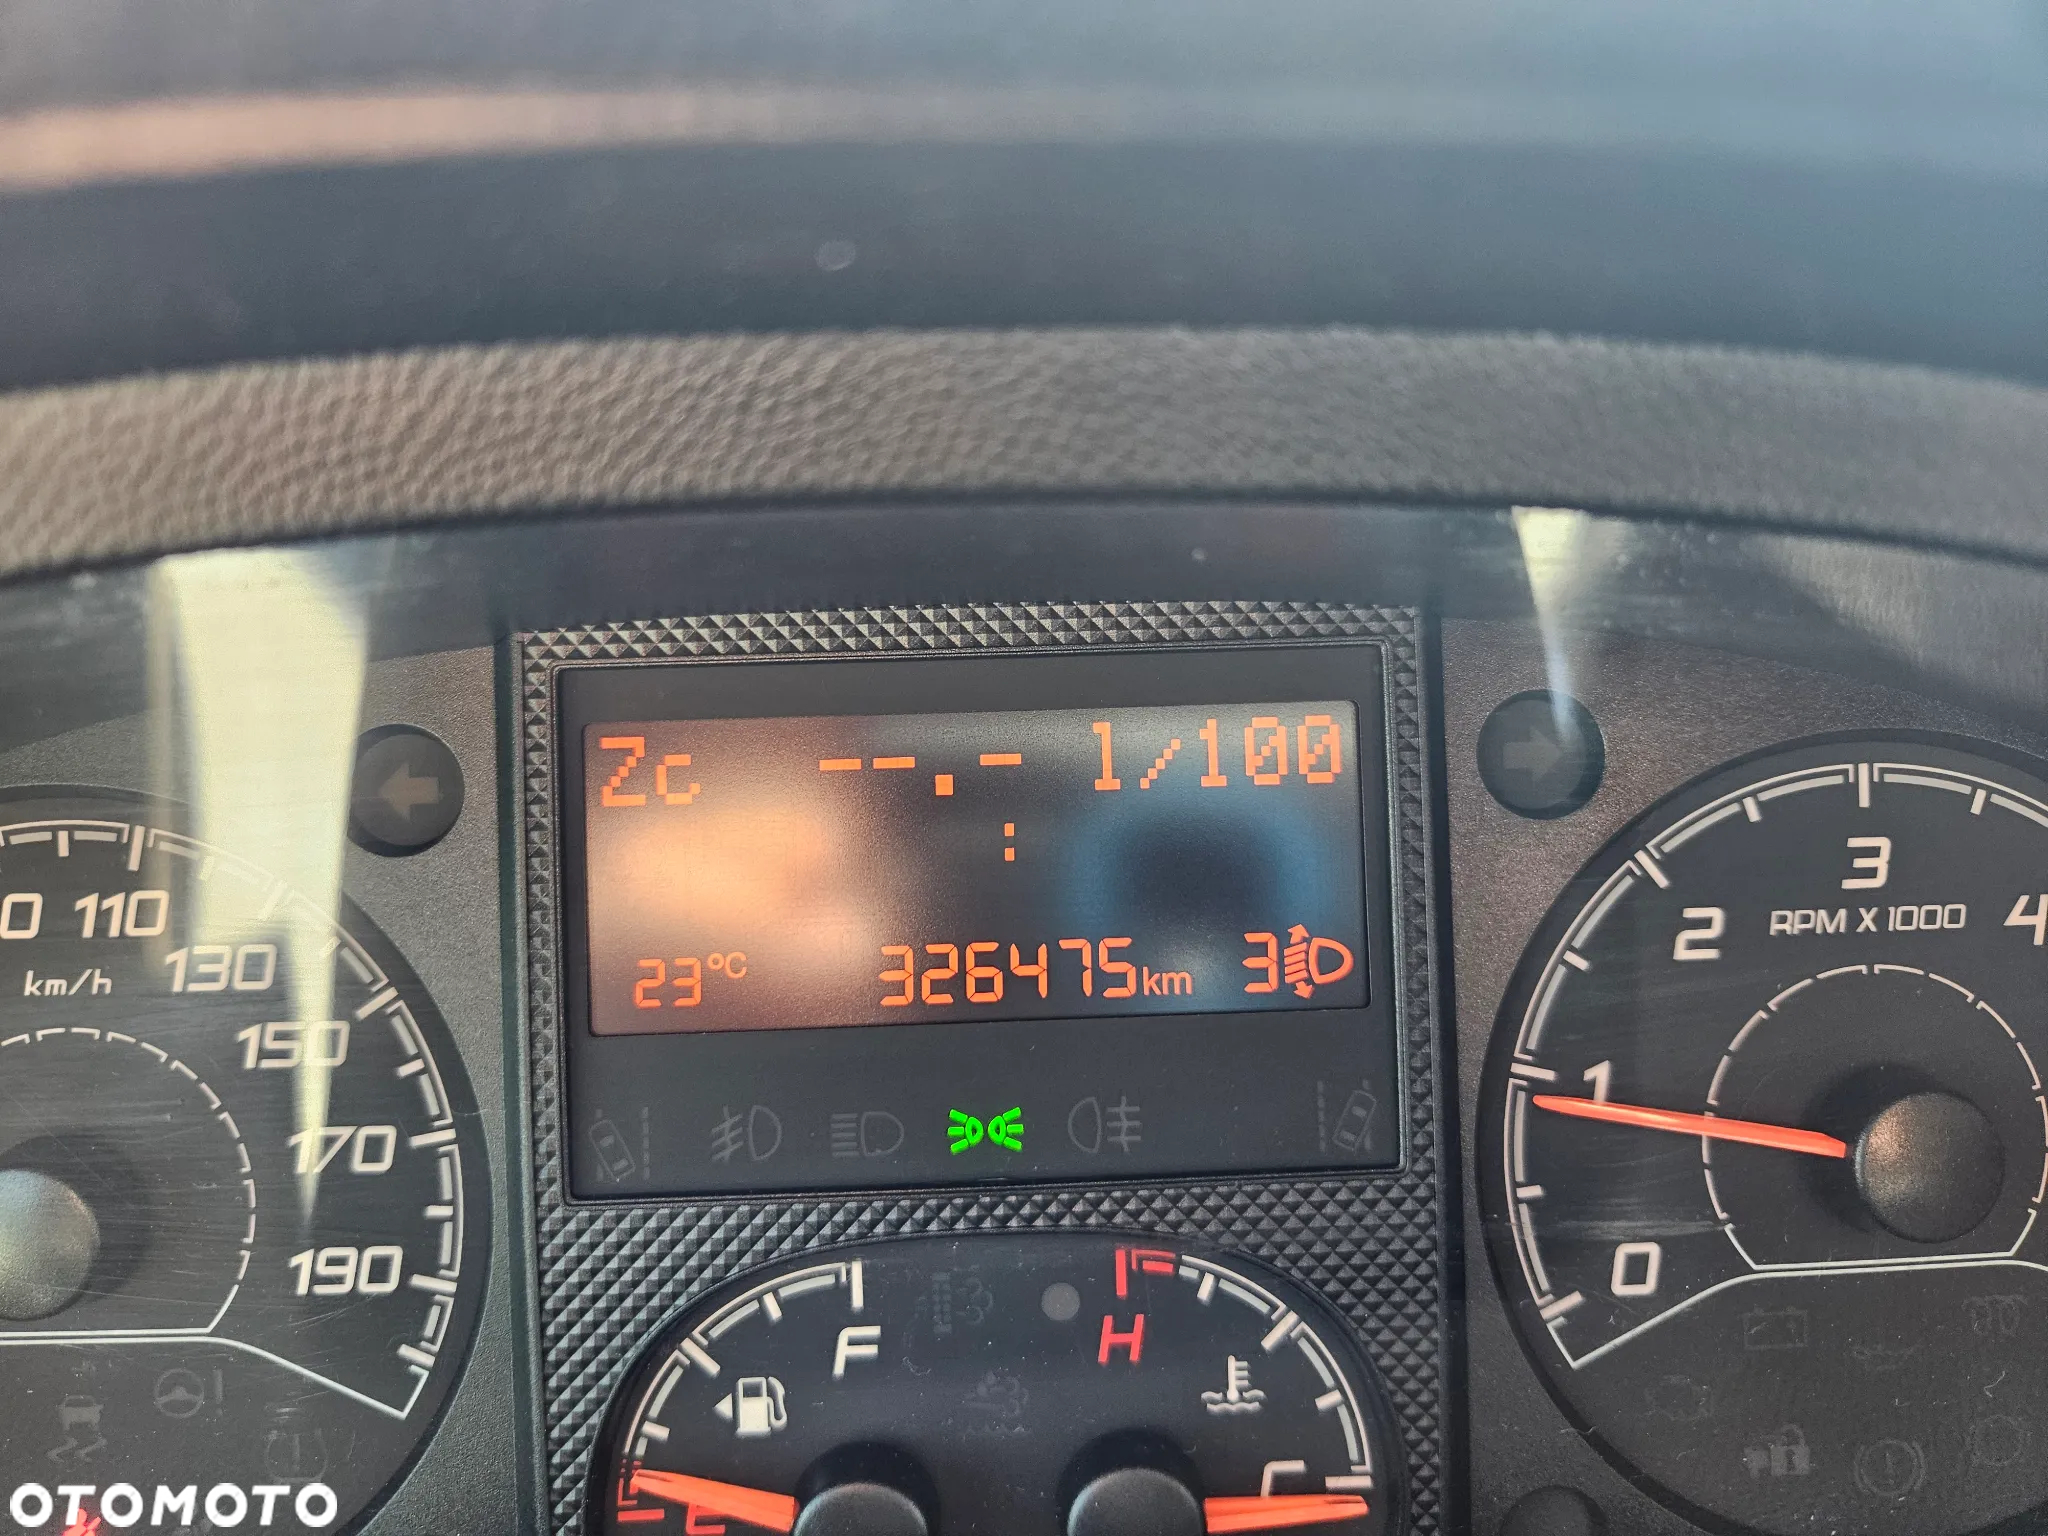 Zc --.- l/100
:
23°C 326475km 3
110
km/h
130
150
170
190
3
RPM X 1000
2
4
1
0
F
H
C
E
OTOMOTO